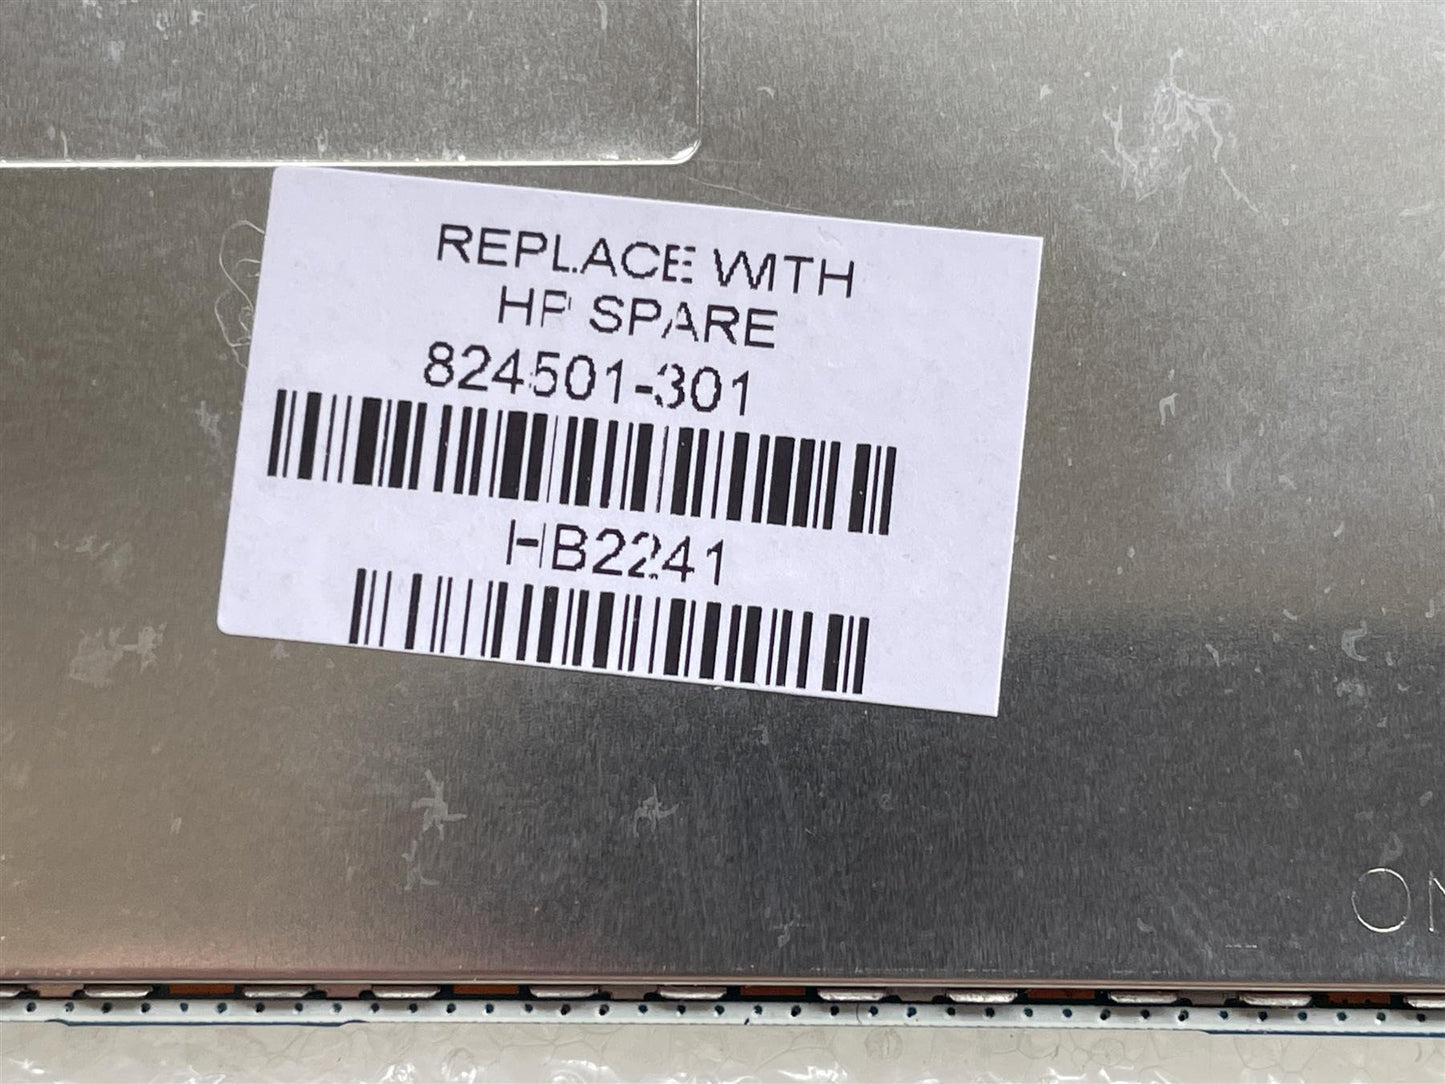 REPLACE WITH
HP SPARE
824501-301
HB2241